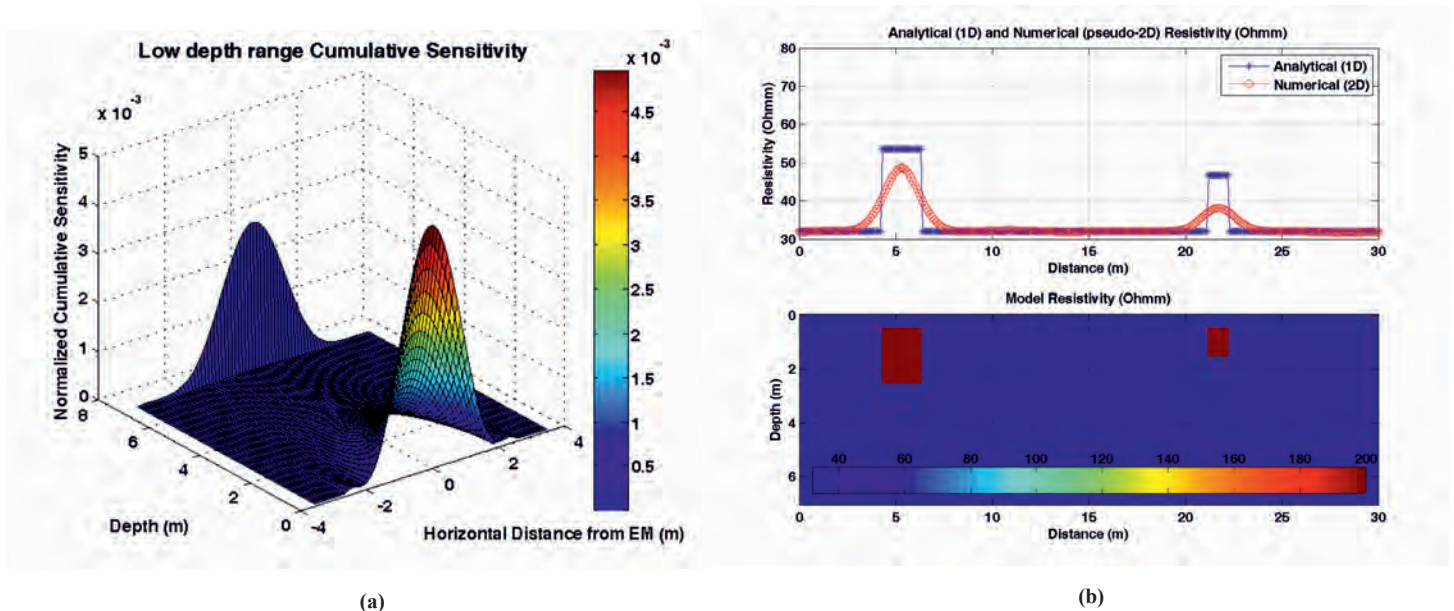 Low depth range Cumulative Sensitivity
x 10 -3
x 10 -3
Normalized Cumulative Sensitivity
5
4
3
2
1
0
8
6
4
2
0
Depth (m)
-4
-2
0
2
4
Horizontal Distance from EM (m)
4.5
4
3.5
3
2.5
2
1.5
1
0.5
(a)
Analytical (1D) and Numerical (pseudo-2D) Resistivity (Ohmm)
Analytical (1D)
Numerical (2D)
Resistivity (Ohmm)
80
70
60
50
40
30
0 5 10 15 20 25 30
Distance (m)
Model Resistivity (Ohmm)
Depth (m)
0
2
4
6
40 60 80 100 120 140 160 180 200
0 5 10 15 20 25 30
Distance (m)
(b)